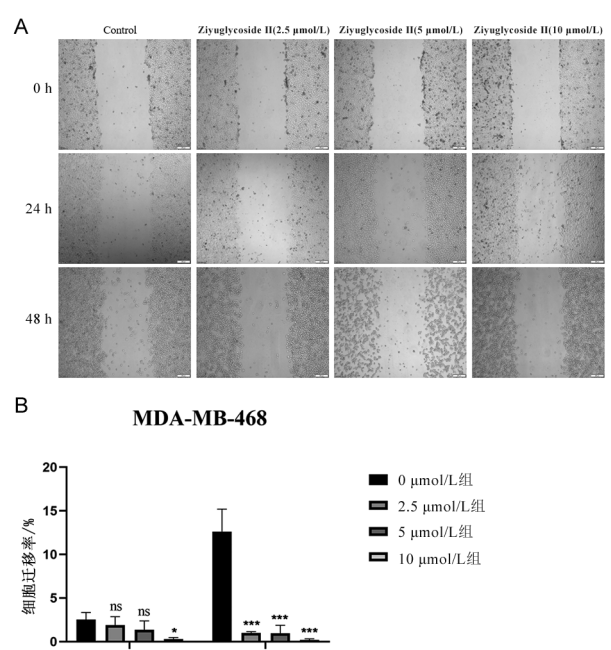 A
Control
Ziyuglycoside II(2.5 μmol/L)
Ziyuglycoside II(5 μmol/L)
Ziyuglycoside II(10 μmol/L)
0 h
24 h
48 h
B
MDA-MB-468
细胞迁移率/%
20
15
10
5
0
ns
ns
*
***
***
***
0 μmol/L组
2.5 μmol/L组
5 μmol/L组
10 μmol/L组